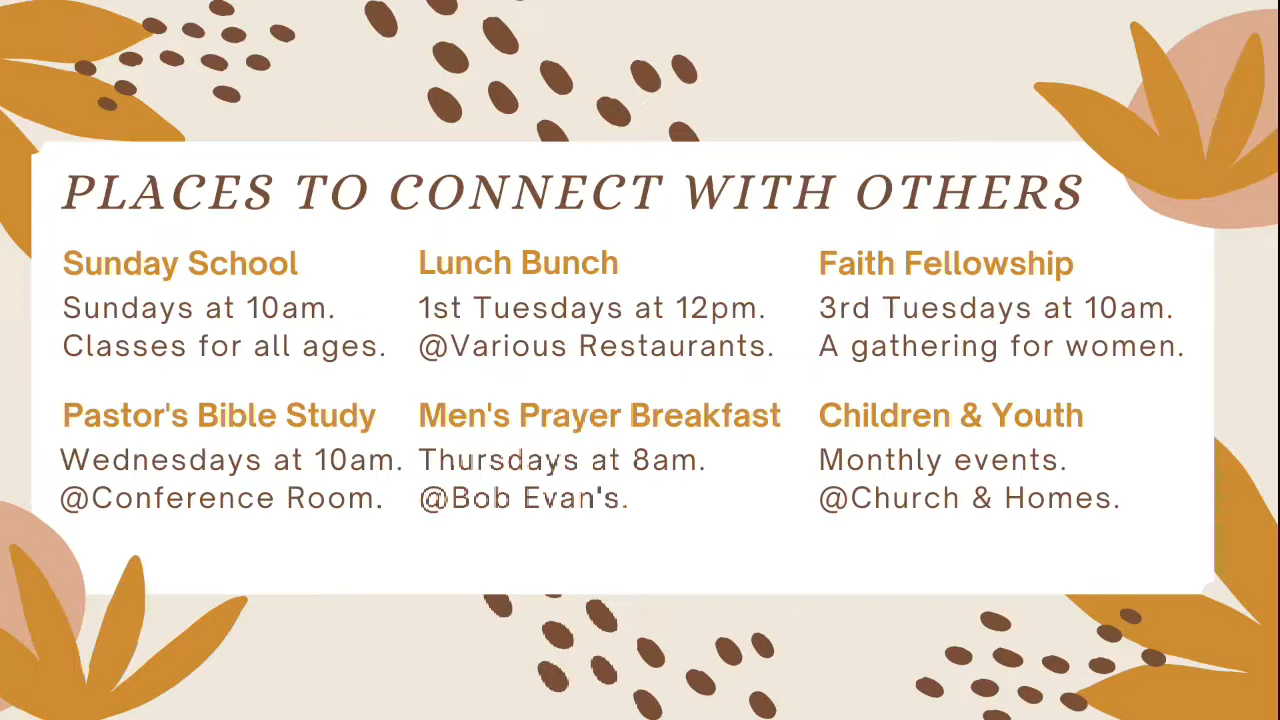 PLACES TO CONNECT WITH OTHERS
Sunday School
Sundays at 10am.
Classes for all ages.
Lunch Bunch
1st Tuesdays at 12pm.
@Various Restaurants.
Faith Fellowship
3rd Tuesdays at 10am.
A gathering for women.
Pastor's Bible Study
Wednesdays at 10am.
@Conference Room.
Men's Prayer Breakfast
Thursdays at 8am.
@Bob Evan's.
Children & Youth
Monthly events.
@Church & Homes.